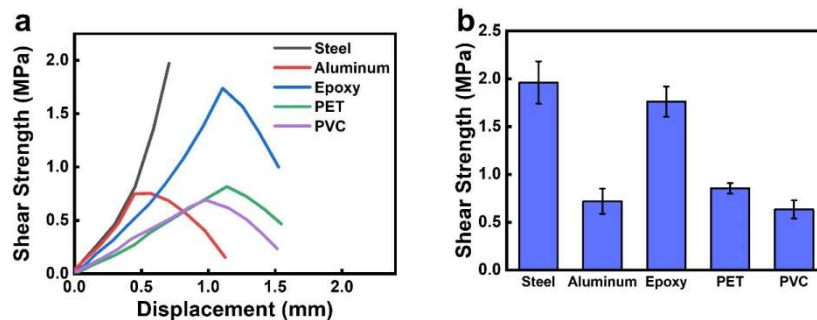 a
Shear Strength (MPa)
2.0
1.5
1.0
0.5
0.0
Steel
Aluminum
Epoxy
PET
PVC
0.0 0.5 1.0 1.5 2.0
Displacement (mm)
b
Shear Strength (MPa)
2.5
2.0
1.5
1.0
0.5
0.0
Steel Aluminum Epoxy PET PVC